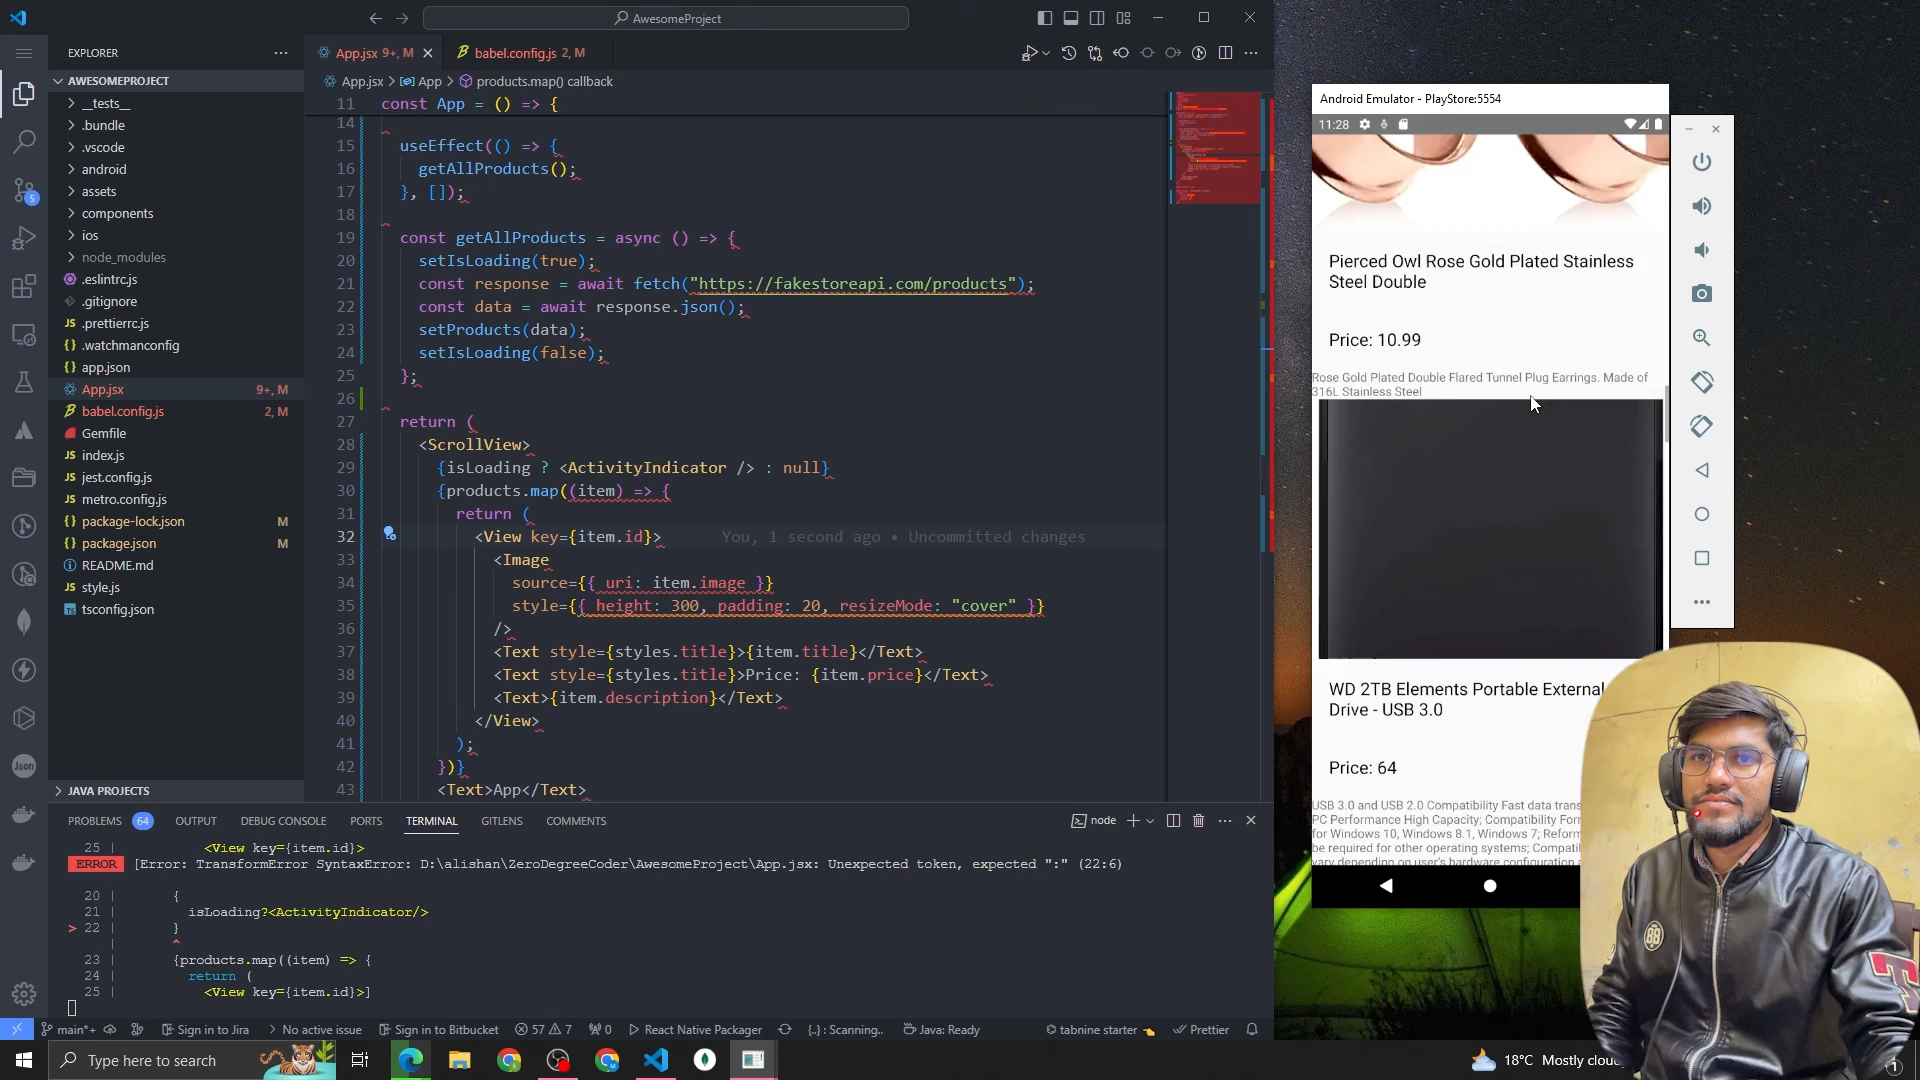 AwesomeProject
EXPLORER
App.jsx 9+, M
babel.config.js 2, M
AWESOMEPROJECT
__tests__
.bundle
.vscode
android
assets
components
ios
node_modules
.eslintrc.js
.gitignore
.prettierrc.js
.watchmanconfig
app.json
App.jsx 9+, M
babel.config.js 2, M
Gemfile
index.js
jest.config.js
metro.config.js
package-lock.json M
package.json M
README.md
style.js
tsconfig.json
JAVA PROJECTS
5
Json
App.jsx > App > products.map() callback
11 const App = () => {
14
15 useEffect(() => {
16 getAllProducts();
17 }, []);
18
19 const getAllProducts = async () => {
20 setIsLoading(true);
21 const response = await fetch("https://fakestoreapi.com/products");
22 const data = await response.json();
23 setProducts(data);
24 setIsLoading(false);
25 };
26
27 return (
28 <ScrollView>
29 {isLoading ? <ActivityIndicator /> : null}
30 {products.map((item) => {
31 return (
32 <View key={item.id}> You, 1 second ago • Uncommitted changes
33 <Image
34 source={{ uri: item.image }}
35 style={{ height: 300, padding: 20, resizeMode: "cover" }}
36 />
37 <Text style={styles.title}>{item.title}</Text>
38 <Text style={styles.title}>Price: {item.price}</Text>
39 <Text>{item.description}</Text>
40 </View>
41 );
42 })}
43 <Text>App</Text>
PROBLEMS 64 OUTPUT DEBUG CONSOLE PORTS TERMINAL GITLENS COMMENTS
node
25 | <View key={item.id}>
ERROR [Error: TransformError SyntaxError: D:\alishan\ZeroDegreeCoder\AwesomeProject\App.jsx: Unexpected token, expected ":" (22:6)
20 | {
21 | isLoading?<ActivityIndicator/>
> 22 | }
| ^
23 | {products.map((item) => {
24 | return (
25 | <View key={item.id}>]
main*+ Sign in to Jira No active issue Sign in to Bitbucket 57 7 0 React Native Packager {..} : Scanning.. Java: Ready tabnine starter Prettier
Type here to search
18°C Mostly
1
Android Emulator - PlayStore:5554
11:28
Pierced Owl Rose Gold Plated Stainless
Steel Double
Price: 10.99
Rose Gold Plated Double Flared Tunnel Plug Earrings. Made of
316L Stainless Steel
WD 2TB Elements Portable External
Drive - USB 3.0
Price: 64
USB 3.0 and USB 2.0 Compatibility Fast data
PC Performance High Capacity; Compatibility
for Windows 10, Windows 8.1, Windows 7;
be required for other operating systems;
vary depending on user's hardware configuration